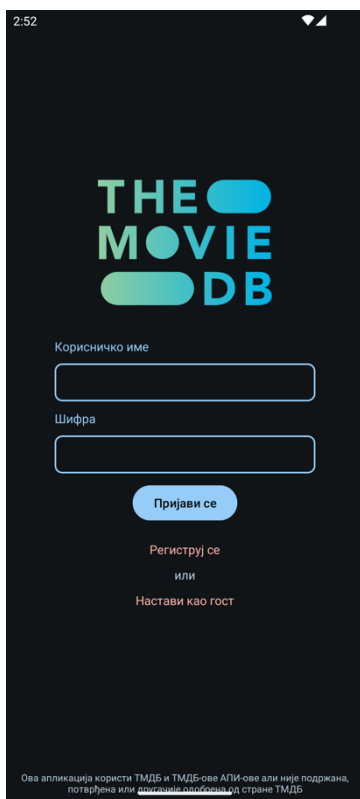 2:52
THE
MOVIE
DB
Корисничко име
Шифра
Пријави се
Региструј се
или
Настави као гост
Ова апликација користи ТМДБ и ТМДБ-ове АПИ-ове али није подржана,
потврђена или другачије одобрена од стране ТМДБ